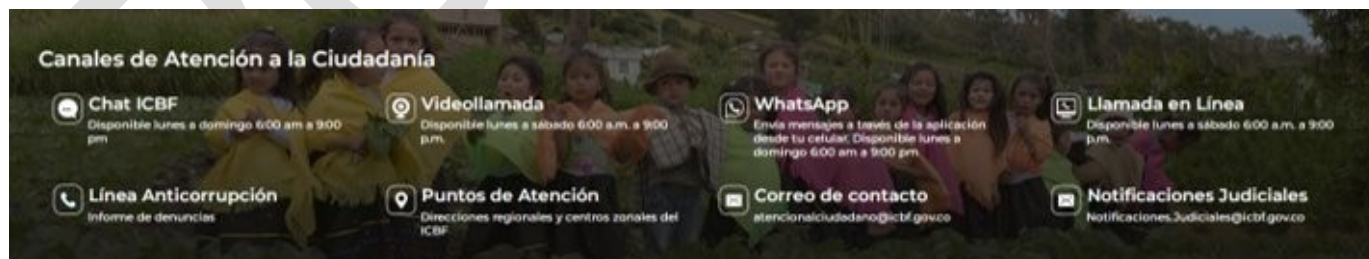 Canales de Atención a la Ciudadanía
Chat ICBF
Disponible lunes a domingo 6:00 am a 9:00
pm
Videollamada
Disponible lunes a sábado 6:00 a.m. a 9:00
p.m.
WhatsApp
Envía mensajes a través de la aplicación
desde tu celular. Disponible lunes a
domingo 6:00 am a 9:00 pm
Llamada en Línea
Disponible lunes a sábado 6:00 a.m. a 9:00
p.m.
Línea Anticorrupción
Informe de denuncias
Puntos de Atención
Direcciones regionales y centros zonales del
ICBF
Correo de contacto
atencionalciudadano@icbf.gov.co
Notificaciones Judiciales
Notificaciones.Judiciales@icbf.gov.co